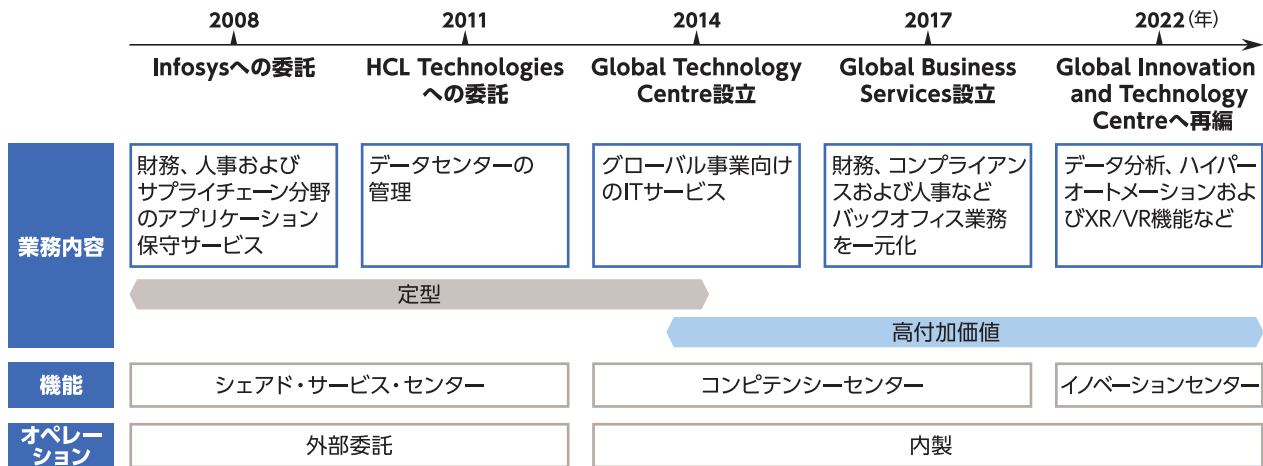 2008
2011
2014
2017
2022(年)
Infosysへの委託
HCL Technologies
への委託
Global Technology
Centre設立
Global Business
Services設立
Global Innovation
and Technology
Centreへ再編
業務内容
財務、人事および
サプライチェーン分野
のアプリケーション
保守サービス
データセンターの
管理
グローバル事業向け
のITサービス
財務、コンプライアン
スおよび人事など
バックオフィス業務
を一元化
データ分析、ハイパー
オートメーションおよ
びXR/VR機能など
定型
高付加価値
機能
シェアド・サービス・センター
コンピテンシーセンター
イノベーションセンター
オペレー
ション
外部委託
内製